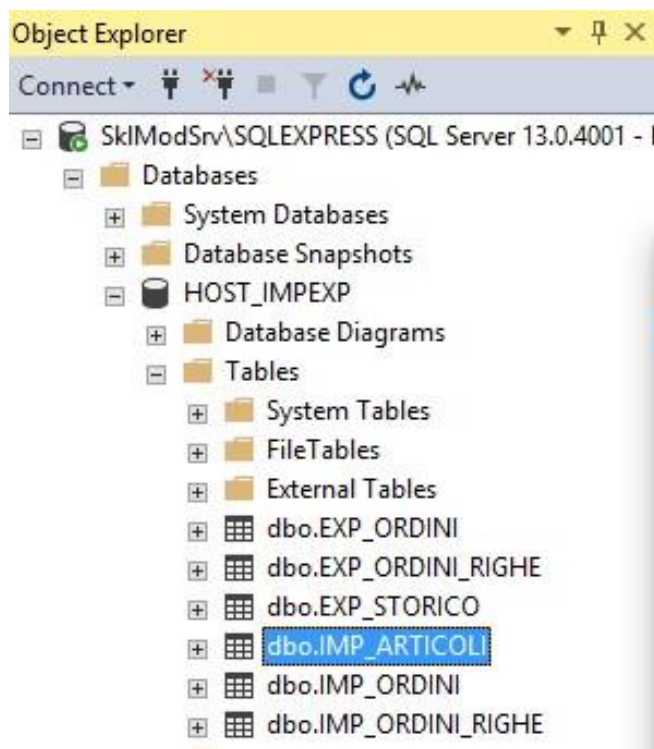 Object Explorer
Connect
SklModSrv\SQLEXPRESS (SQL Server 13.0.4001 -
Databases
System Databases
Database Snapshots
HOST_IMPEXP
Database Diagrams
Tables
System Tables
FileTables
External Tables
dbo.EXP_ORDINI
dbo.EXP_ORDINI_RIGHE
dbo.EXP_STORICO
dbo.IMP_ARTICOLI
dbo.IMP_ORDINI
dbo.IMP_ORDINI_RIGHE